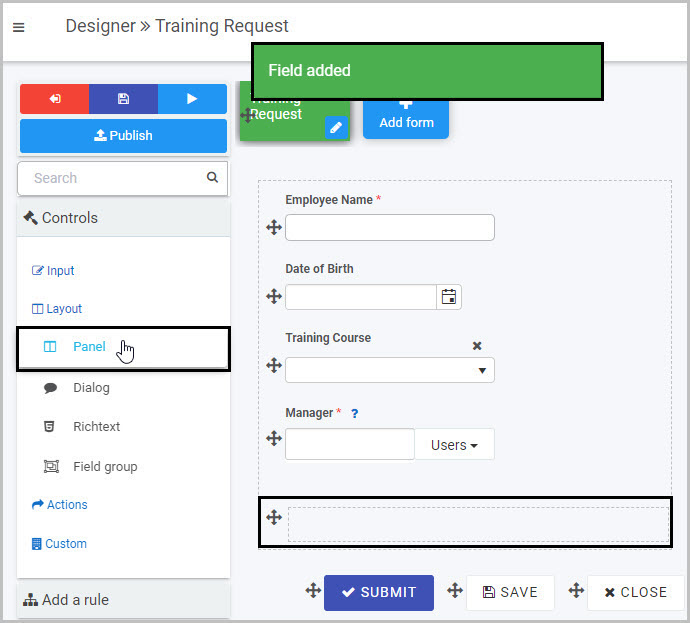 Designer » Training Request
Field added
Training
Request
Add form
Publish
Search
Controls
Input
Layout
Panel
Dialog
Richtext
Field group
Actions
Custom
Add a rule
Employee Name *
Date of Birth
Training Course
Manager * ?
Users
SUBMIT
SAVE
CLOSE